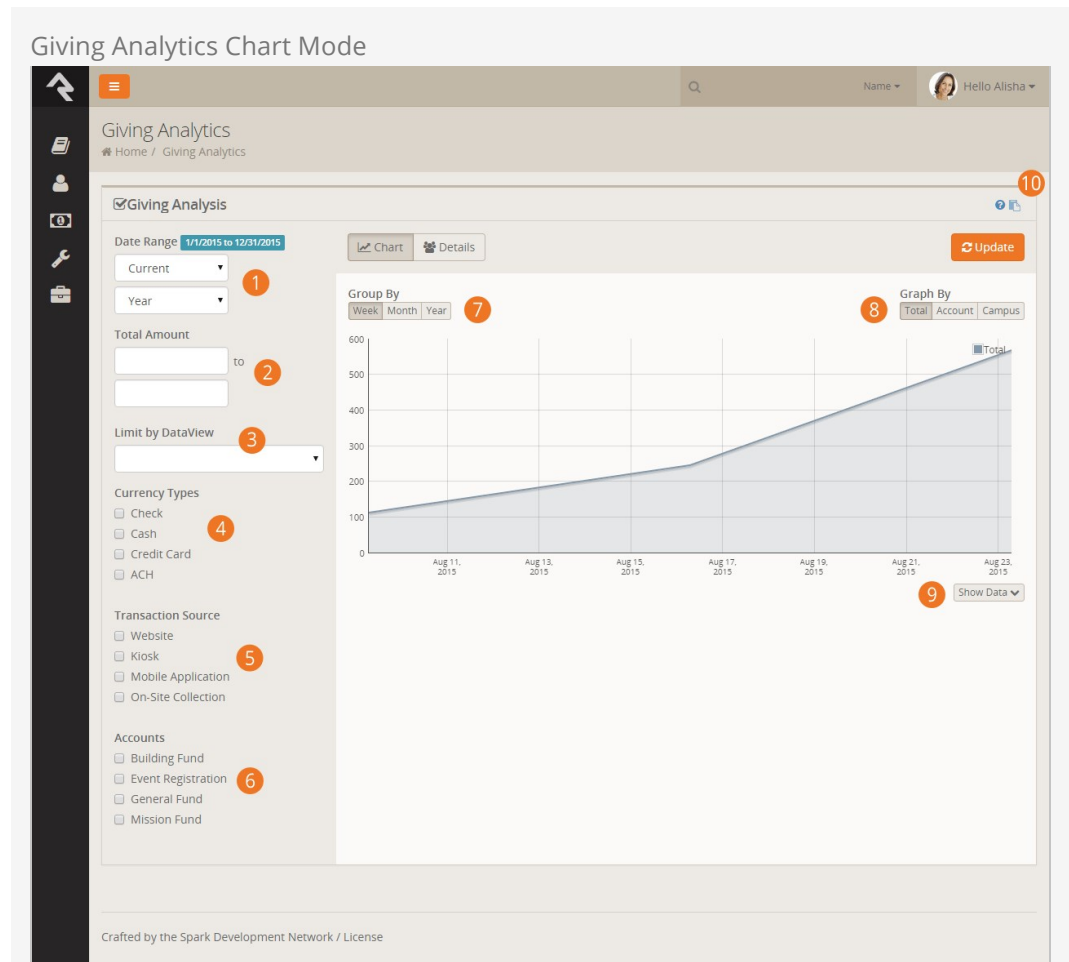 Giving Analytics Chart Mode
Name
Hello Alisha
Giving Analytics
Home / Giving Analytics
10
Giving Analysis
Date Range 1/1/2015 to 12/31/2015
Current
1
Year
Total Amount
to
2
Limit by DataView
3
Currency Types
Check
4
Cash
Credit Card
ACH
Transaction Source
Website
Kiosk
5
Mobile Application
On-Site Collection
Accounts
Building Fund
Event Registration
6
General Fund
Mission Fund
Chart Details
Update
Group By
Week Month Year
7
Graph By
8
Total Account Campus
Total
600
500
400
300
200
100
0
Aug 11, 2015
Aug 13, 2015
Aug 15, 2015
Aug 17, 2015
Aug 19, 2015
Aug 21, 2015
Aug 23, 2015
9
Show Data
Crafted by the Spark Development Network / License